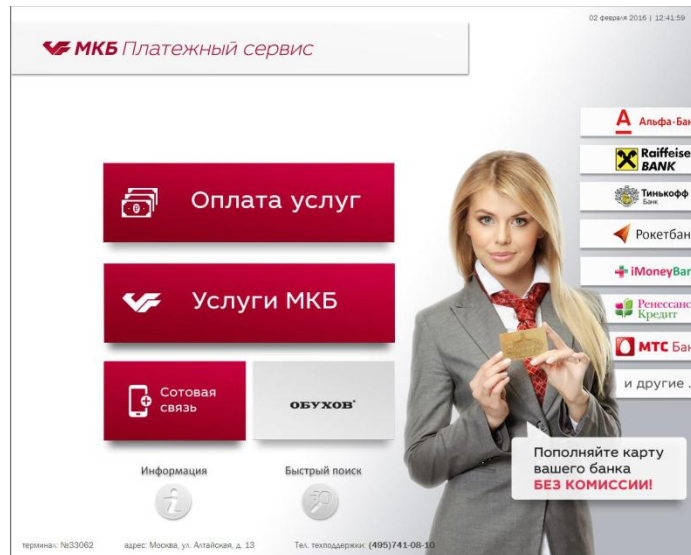 02 февраля 2016 | 12:41:59
МКБ Платежный сервис
Альфа-Бан
Raiffeise
BANK
Тинькофф
Банк
Рокетбан
iMoneyBan
Ренессанс
Кредит
МТС Бан
и другие .
Оплата услуг
Услуги МКБ
Сотовая
связь
ОБУХОВ
Информация
Быстрый поиск
Пополняйте карту
вашего банка
БЕЗ КОМИССИИ!
терминал: №33062
адрес: Москва, ул. Алтайская, д. 13
Тел. техподдержки: (495)741-08-10